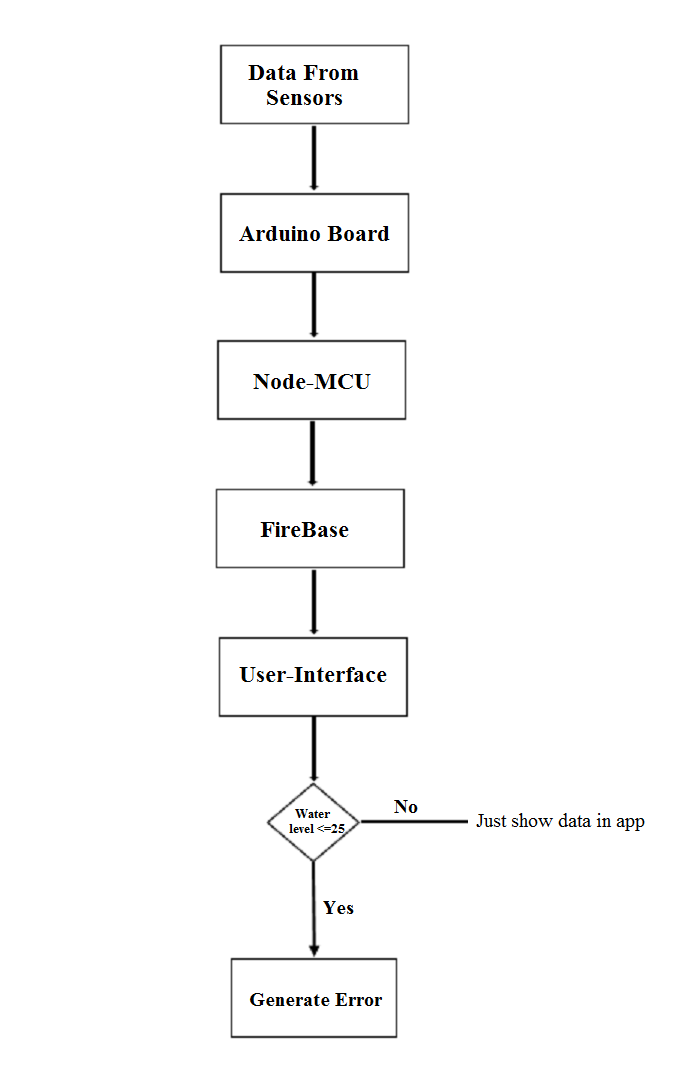 Data From
Sensors
Arduino Board
Node-MCU
FireBase
User-Interface
Water
level <=25
No
Just show data in app
Yes
Generate Error